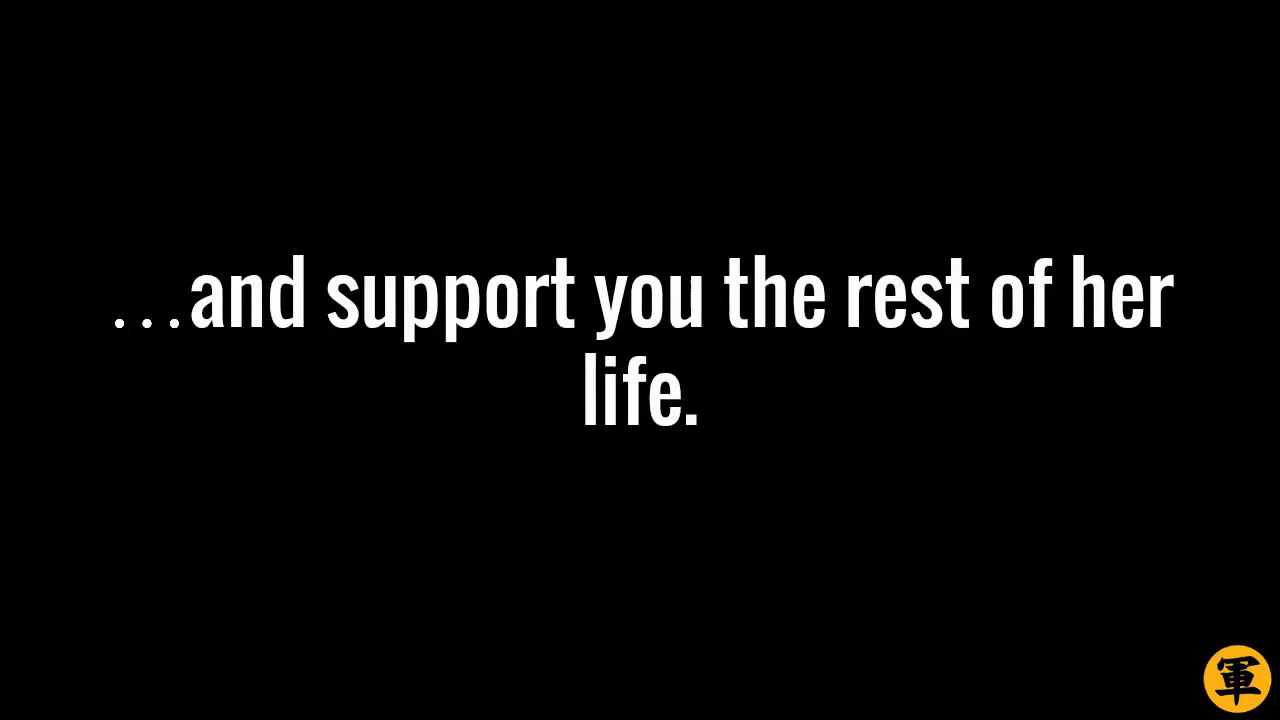 …and support you the rest of her
life.
軍